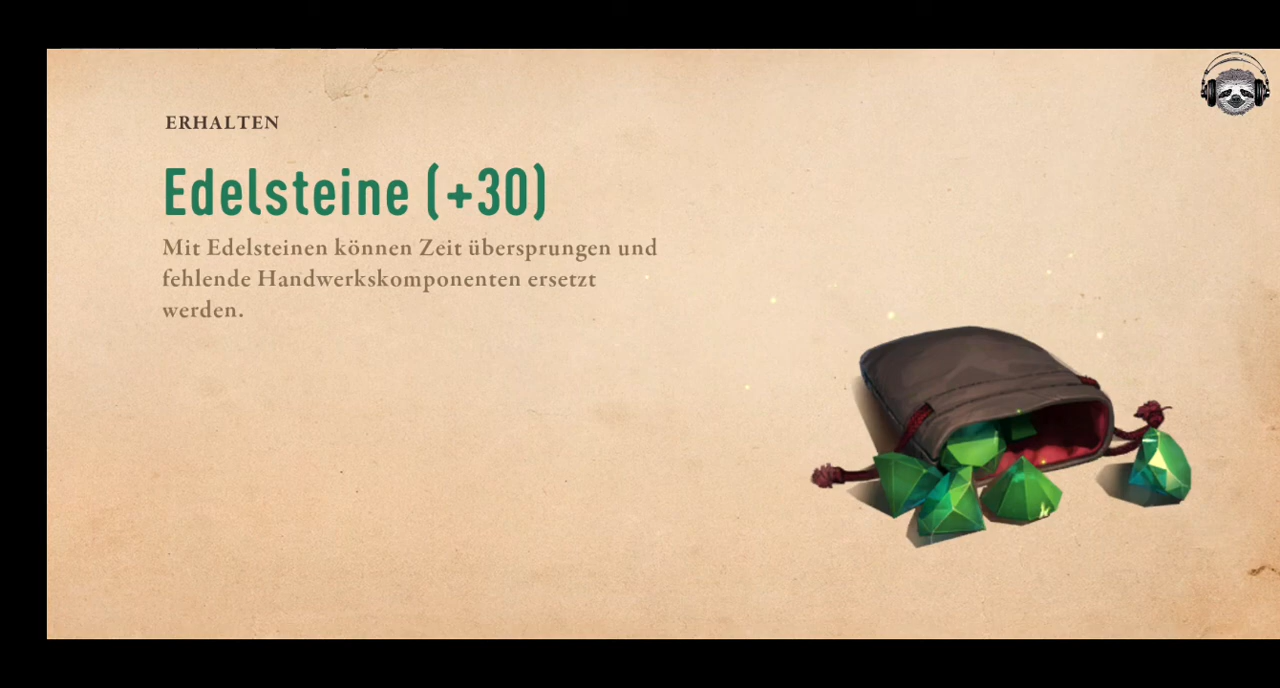 ERHALTEN
Edelsteine (+30)
Mit Edelsteinen können Zeit übersprungen und
fehlende Handwerkskomponenten ersetzt
werden.